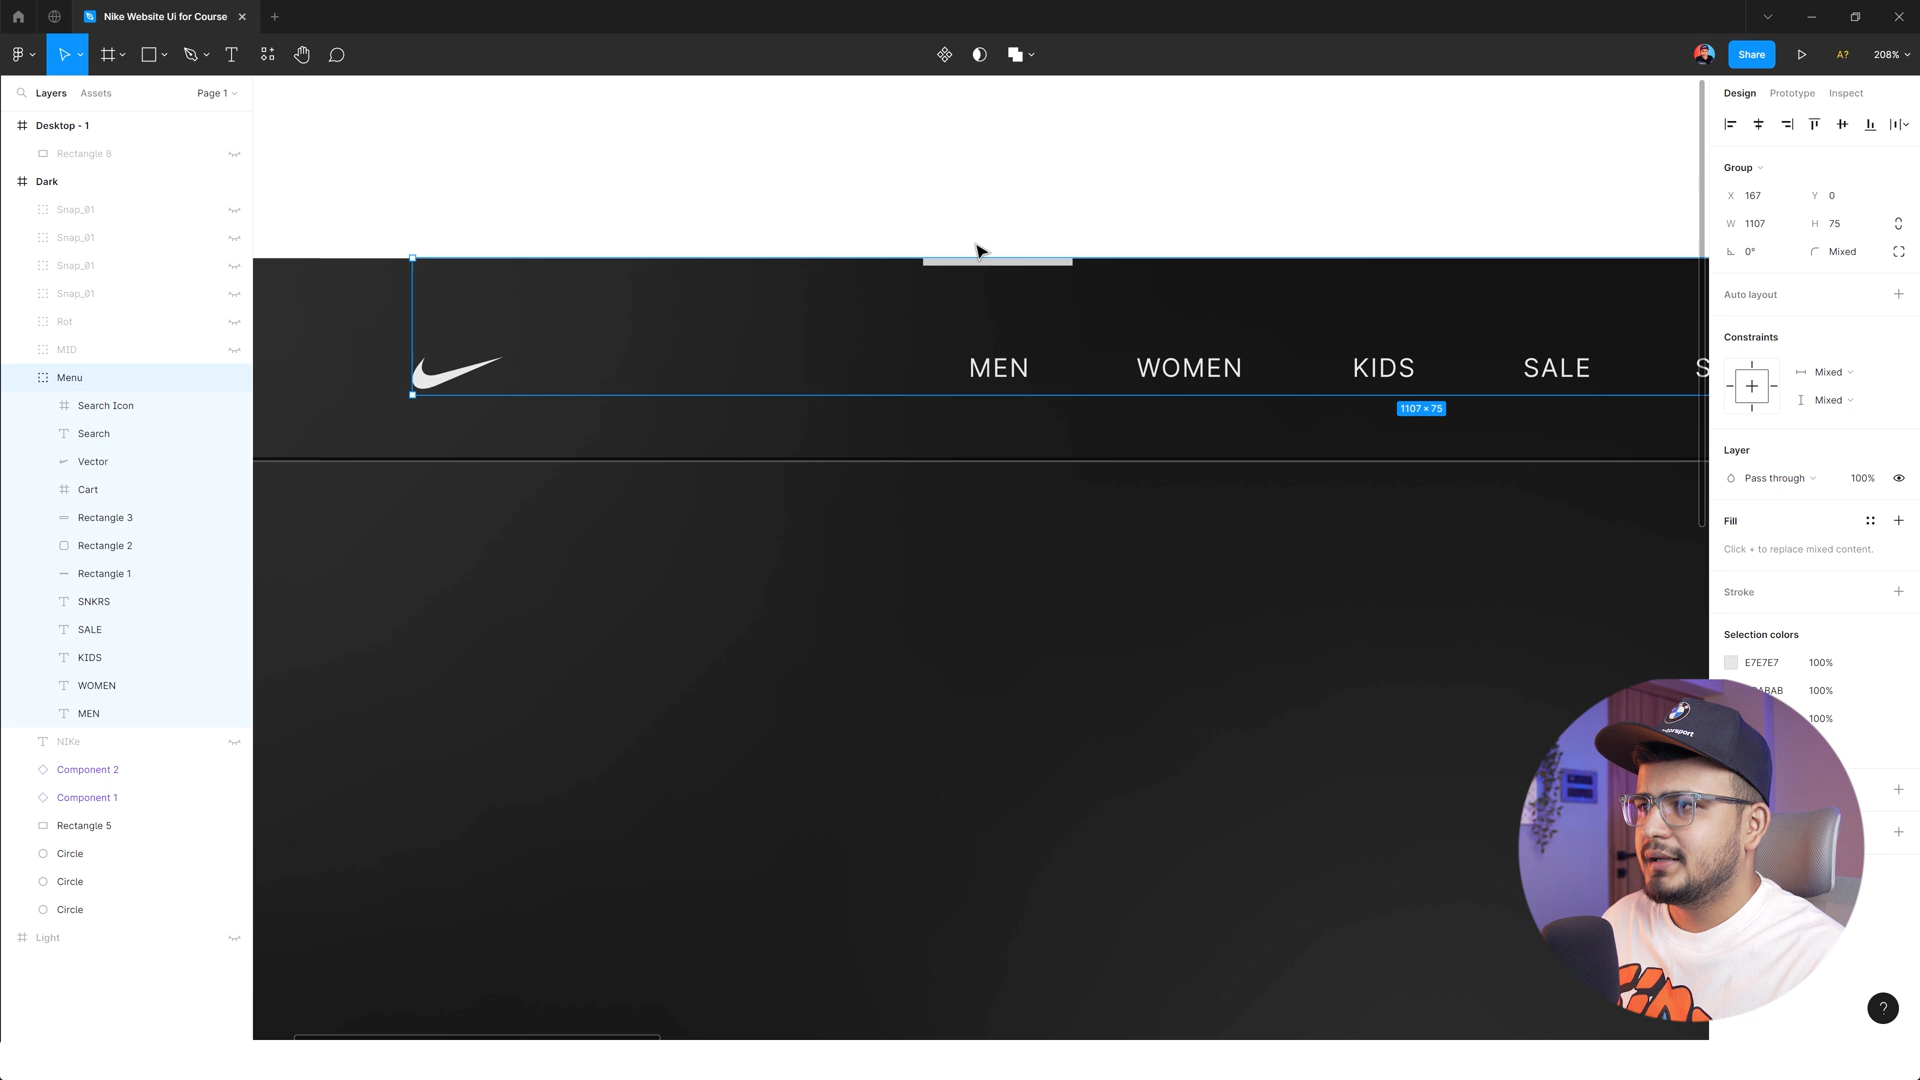 Nike Website Ui for Course
Share
A?
208%
Layers
Assets
Page 1
Desktop - 1
Rectangle 8
Dark
Snap_01
Snap_01
Snap_01
Snap_01
Rot
MID
Menu
Search Icon
Search
Vector
Cart
Rectangle 3
Rectangle 2
Rectangle 1
SNKRS
SALE
KIDS
WOMEN
MEN
NIKe
Component 2
Component 1
Rectangle 5
Circle
Circle
Circle
Light
MEN
WOMEN
KIDS
SALE
S
1107 × 75
Design
Prototype
Inspect
Group
X 167
Y 0
W 1107
H 75
0°
Mixed
Auto layout
Constraints
Mixed
Mixed
Layer
Pass through
100%
Fill
Click + to replace mixed content.
Stroke
Selection colors
E7E7E7
100%
100%
100%
?